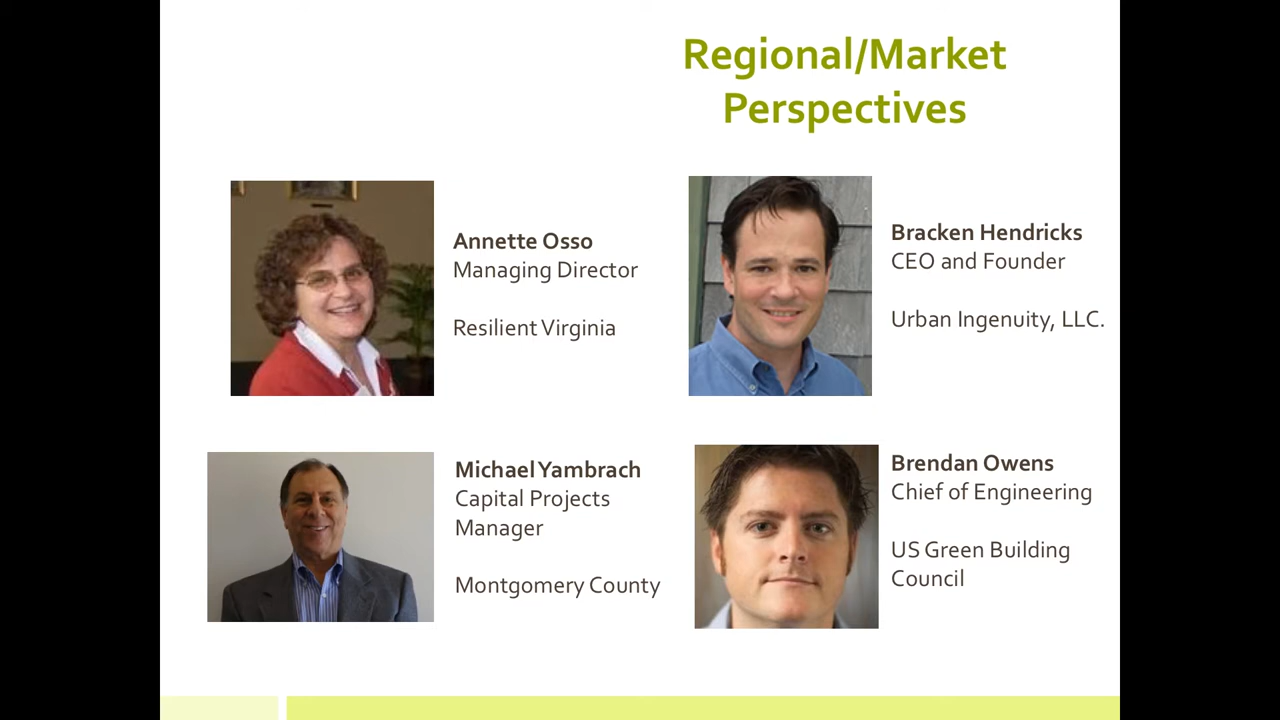 Regional/Market
Perspectives
Annette Osso
Managing Director
Resilient Virginia
Bracken Hendricks
CEO and Founder
Urban Ingenuity, LLC.
Michael Yambrach
Capital Projects
Manager
Montgomery County
Brendan Owens
Chief of Engineering
US Green Building
Council